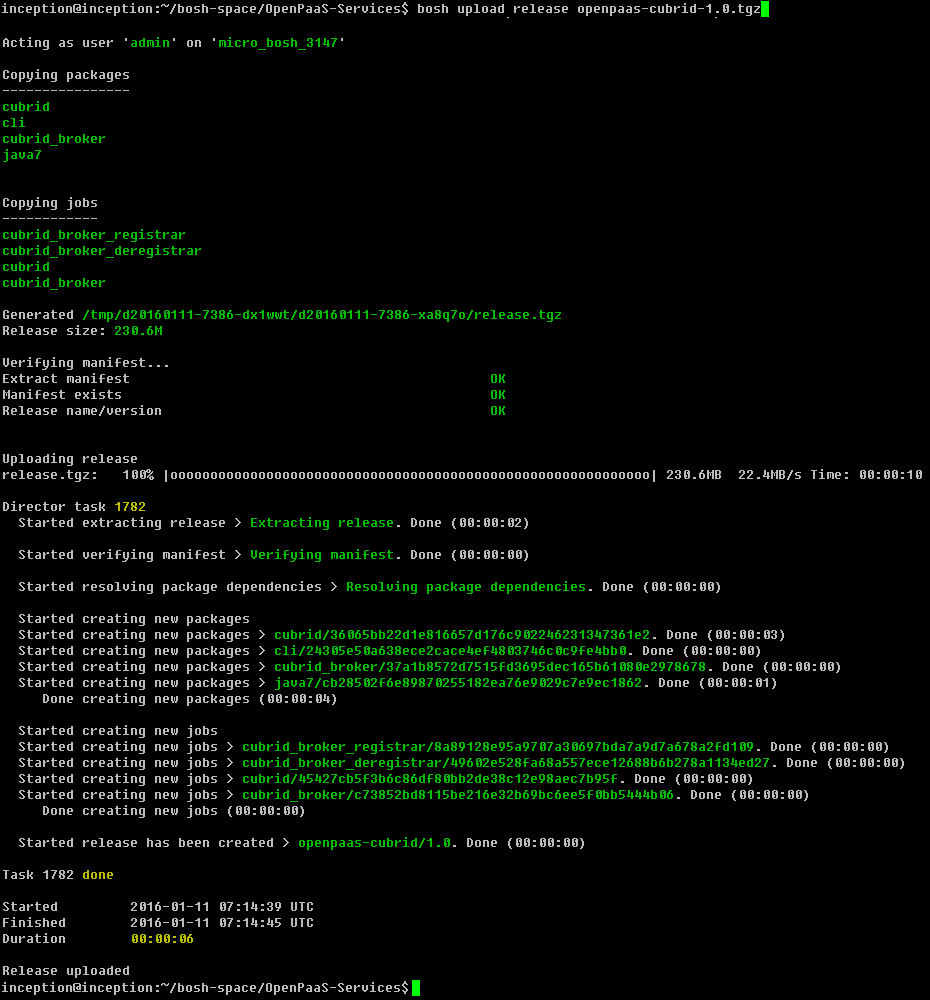 inception@inception:~/bosh-space/OpenPaaS-Services$ bosh upload release openpaas-cubrid-1.0.tgz
Acting as user 'admin' on 'micro_bosh_3147'
Copying packages
----------------
cubrid
cli
cubrid_broker
java7
Copying jobs
------------
cubrid_broker_registrar
cubrid_broker_deregistrar
cubrid
cubrid_broker
Generated /tmp/d20160111-7386-dx1wwt/d20160111-7386-xa8q7o/release.tgz
Release size: 230.6M
Verifying manifest...
Extract manifest OK
Manifest exists OK
Release name/version OK
Uploading release
release.tgz: 100% |oooooooooooooooooooooooooooooooooooooooooooooooooooooooooooo| 230.6MB 22.4MB/s Time: 00:00:10
Director task 1782
Started extracting release > Extracting release. Done (00:00:02)
Started verifying manifest > Verifying manifest. Done (00:00:00)
Started resolving package dependencies > Resolving package dependencies. Done (00:00:00)
Started creating new packages
Started creating new packages > cubrid/36065bb22d1e816657d176c902246231347361e2. Done (00:00:03)
Started creating new packages > cli/24305e50a638ece2cace4ef4803746c0c9fe4bb0. Done (00:00:00)
Started creating new packages > cubrid_broker/37a1b8572d7515fd3695dec165b61080e2978678. Done (00:00:00)
Started creating new packages > java7/cb28502f6e89870255182ea76e9029c7e9ec1862. Done (00:00:01)
Done creating new packages (00:00:04)
Started creating new jobs
Started creating new jobs > cubrid_broker_registrar/8a89128e95a9707a30697bda7a9d7a678a2fd109. Done (00:00:00)
Started creating new jobs > cubrid_broker_deregistrar/49602e528fa68a557ece12688b6b278a1134ed27. Done (00:00:00)
Started creating new jobs > cubrid/45427cb5f3b6c86df80bb2de38c12e98aec7b95f. Done (00:00:00)
Started creating new jobs > cubrid_broker/c73852bd8115be216e32b69bc6ee5f0bb5444b06. Done (00:00:00)
Done creating new jobs (00:00:00)
Started release has been created > openpaas-cubrid/1.0. Done (00:00:00)
Task 1782 done
Started 2016-01-11 07:14:39 UTC
Finished 2016-01-11 07:14:45 UTC
Duration 00:00:06
Release uploaded
inception@inception:~/bosh-space/OpenPaaS-Services$